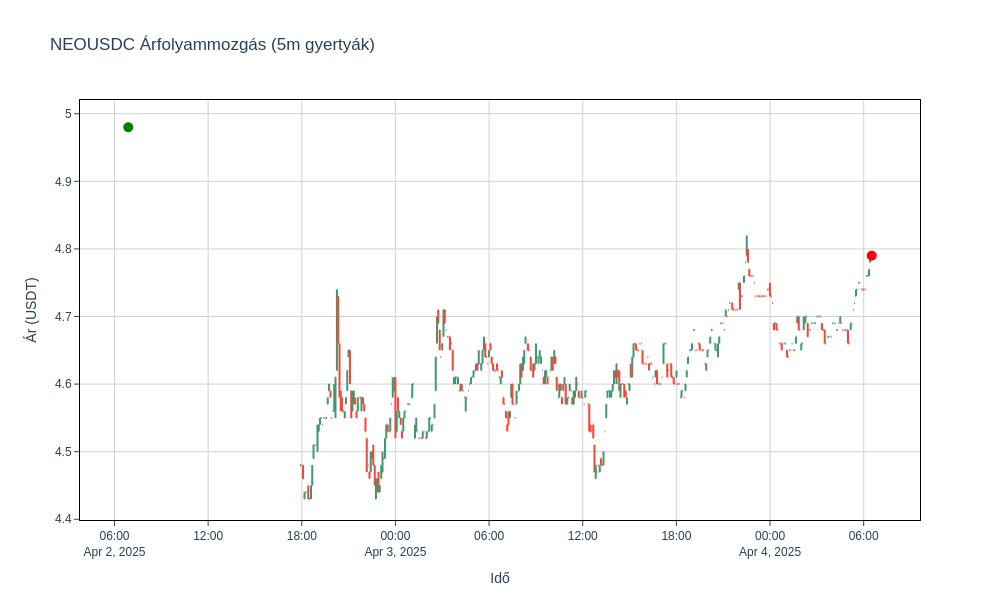 NEOUSDC Árfolyammozgás (5m gyertyák)
5
4.9
4.8
4.7
4.6
4.5
4.4
Ár (USDT)
06:00 12:00 18:00 00:00 06:00 12:00 18:00 00:00 06:00
Apr 2, 2025 Apr 3, 2025 Apr 4, 2025
Idő